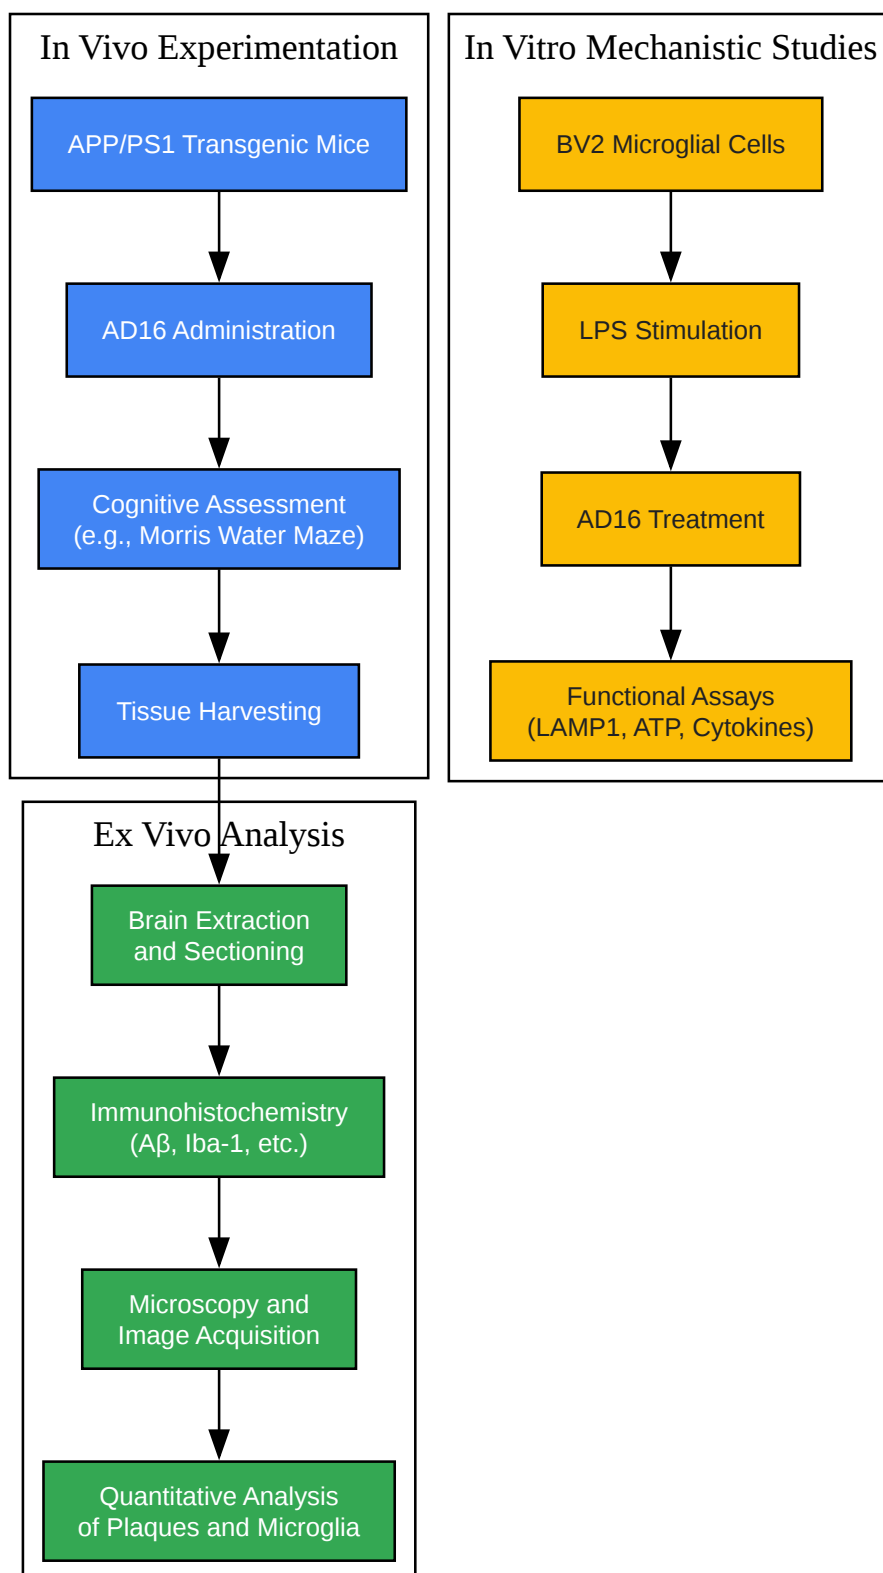 In Vivo Experimentation
APP/PS1 Transgenic Mice
AD16 Administration
Cognitive Assessment
(e.g., Morris Water Maze)
Tissue Harvesting
In Vitro Mechanistic Studies
BV2 Microglial Cells
LPS Stimulation
AD16 Treatment
Functional Assays
(LAMP1, ATP, Cytokines)
Ex Vivo Analysis
Brain Extraction
and Sectioning
Immunohistochemistry
(Aβ, Iba-1, etc.)
Microscopy and
Image Acquisition
Quantitative Analysis
of Plaques and Microglia